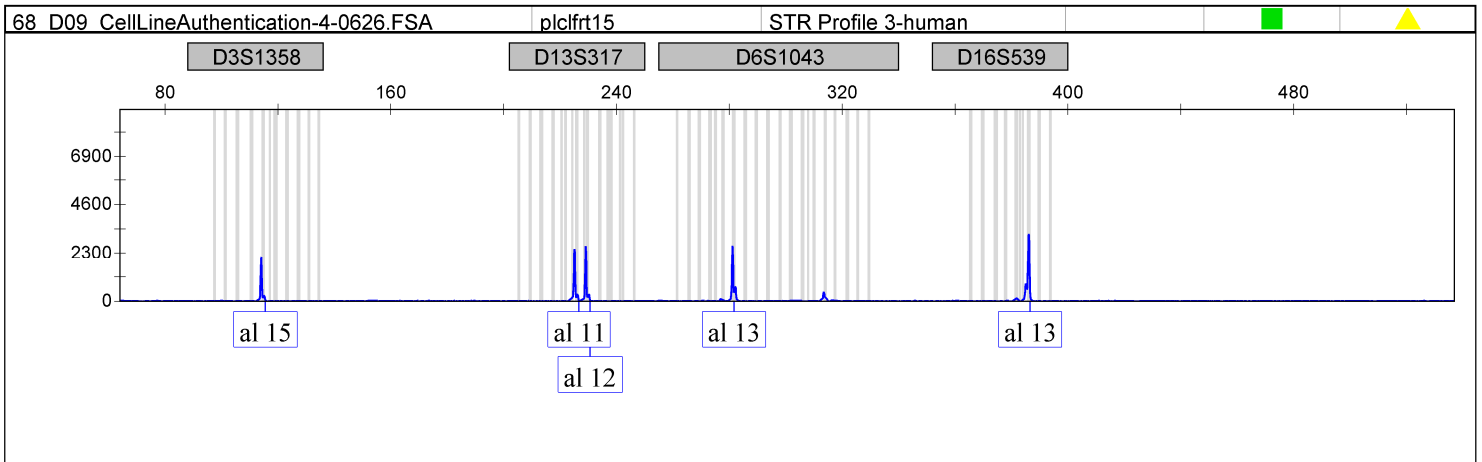 68 D09 CellLineAuthentication-4-0626.FSA plclfrt15 STR Profile 3-human
D3S1358 D13S317 D6S1043 D16S539
80 160 240 320 400 480
6900
4600
2300
0
al 15 al 11 al 13 al 13
al 12